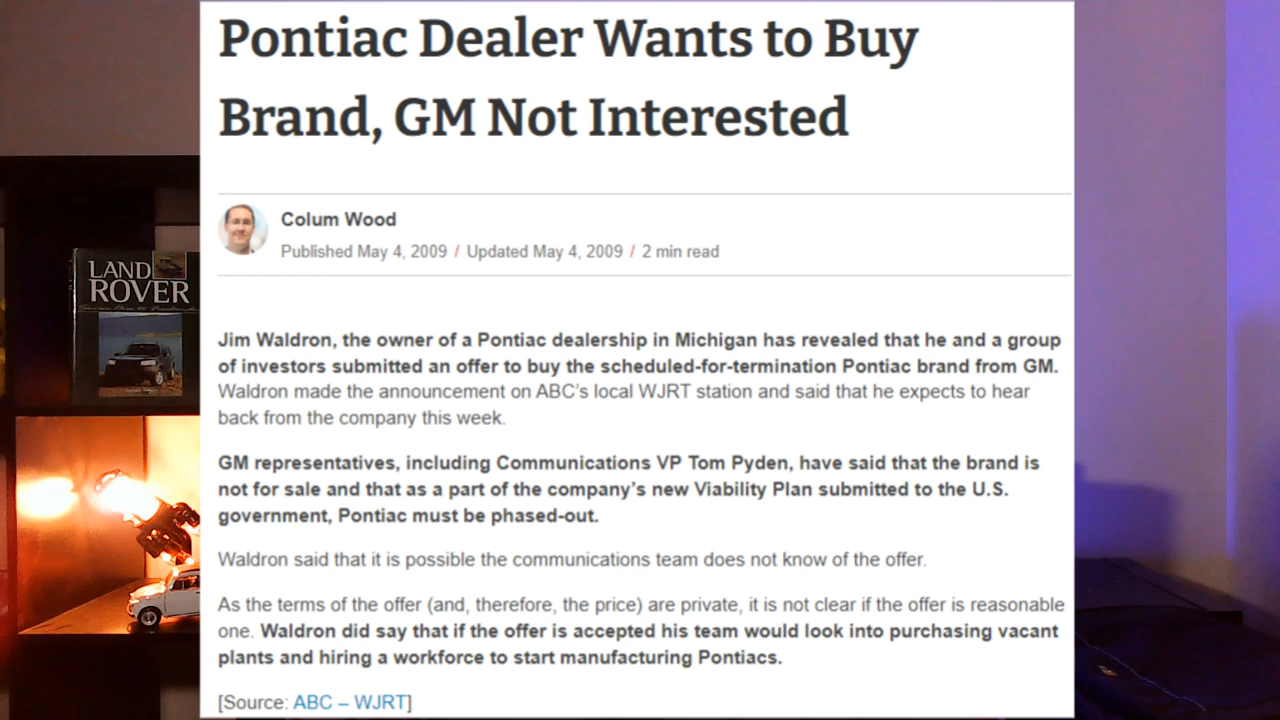 Pontiac Dealer Wants to Buy
Brand, GM Not Interested
Colum Wood
Published May 4, 2009 / Updated May 4, 2009 / 2 min read
LAND
ROVER
Jim Waldron, the owner of a Pontiac dealership in Michigan has revealed that he and a group
of investors submitted an offer to buy the scheduled-for-termination Pontiac brand from GM.
Waldron made the announcement on ABC's local WJRT station and said that he expects to hear
back from the company this week.
GM representatives, including Communications VP Tom Pyden, have said that the brand is
not for sale and that as a part of the company's new Viability Plan submitted to the U.S.
government, Pontiac must be phased-out.
Waldron said that it is possible the communications team does not know of the offer.
As the terms of the offer (and, therefore, the price) are private, it is not clear if the offer is reasonable
one. Waldron did say that if the offer is accepted his team would look into purchasing vacant
plants and hiring a workforce to start manufacturing Pontiacs.
[Source: ABC – WJRT]